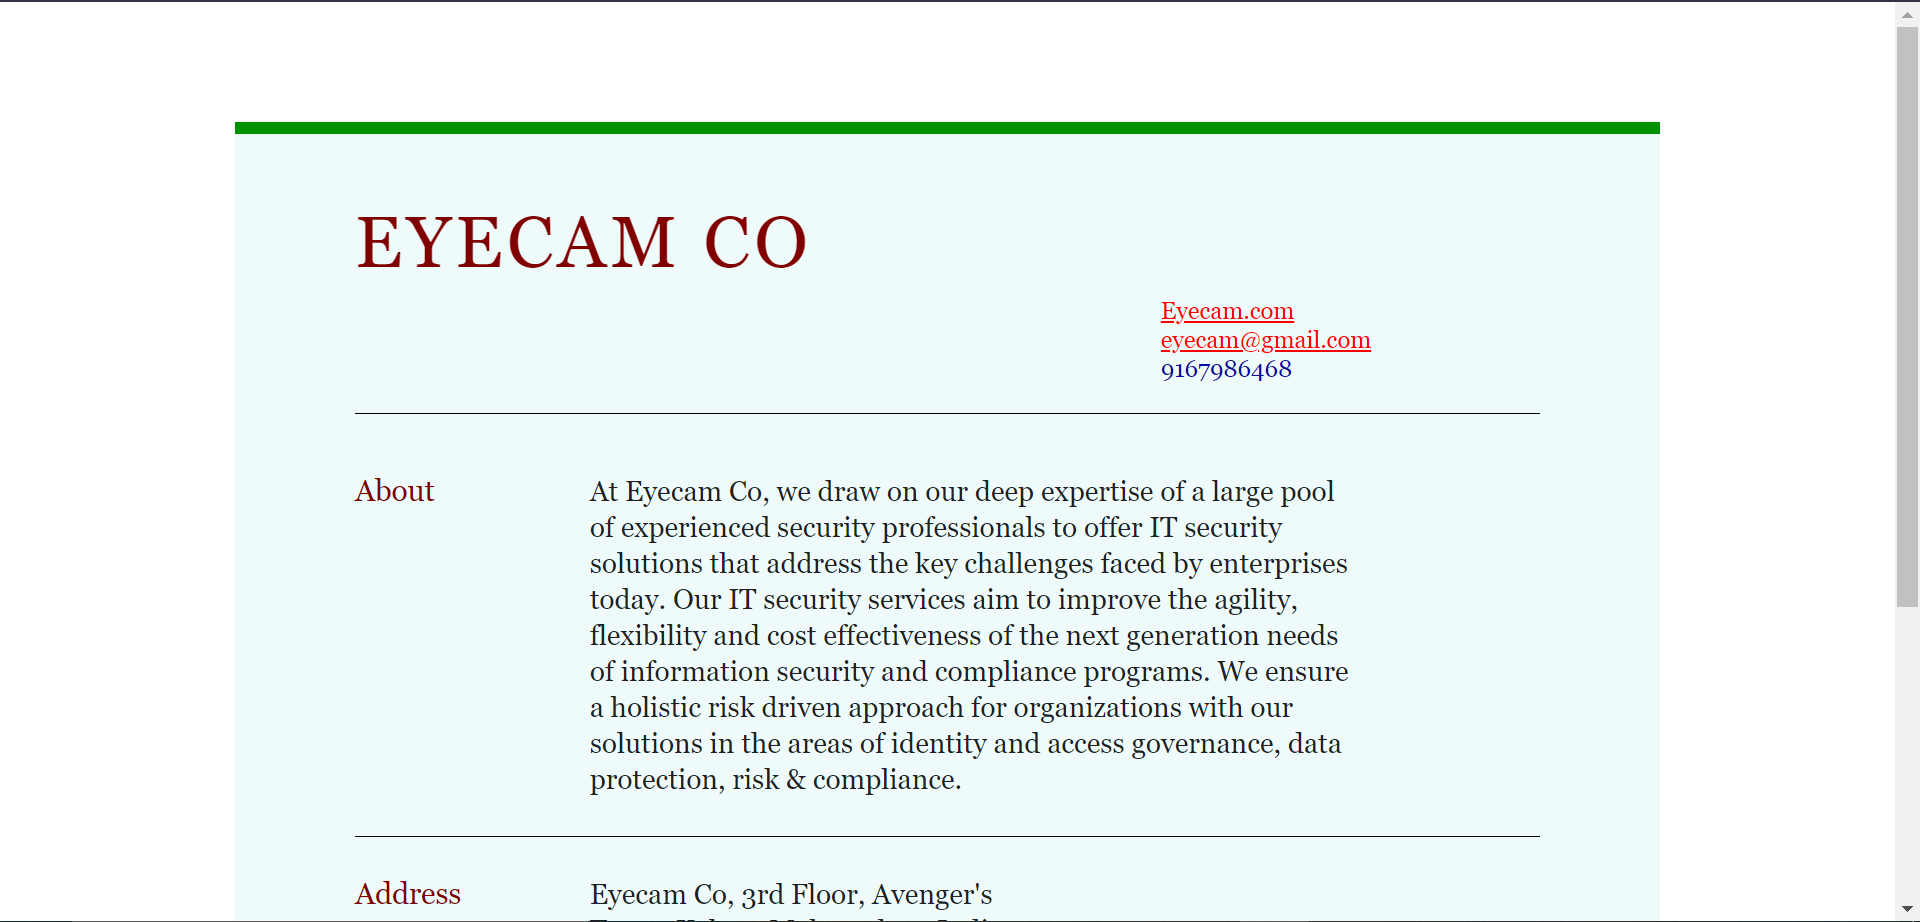 EYECAM CO
Eyecam.com
eyecam@gmail.com
9167986468
About
At Eyecam Co, we draw on our deep expertise of a large pool
of experienced security professionals to offer IT security
solutions that address the key challenges faced by enterprises
today. Our IT security services aim to improve the agility,
flexibility and cost effectiveness of the next generation needs
of information security and compliance programs. We ensure
a holistic risk driven approach for organizations with our
solutions in the areas of identity and access governance, data
protection, risk & compliance.
Address
Eyecam Co, 3rd Floor, Avenger's